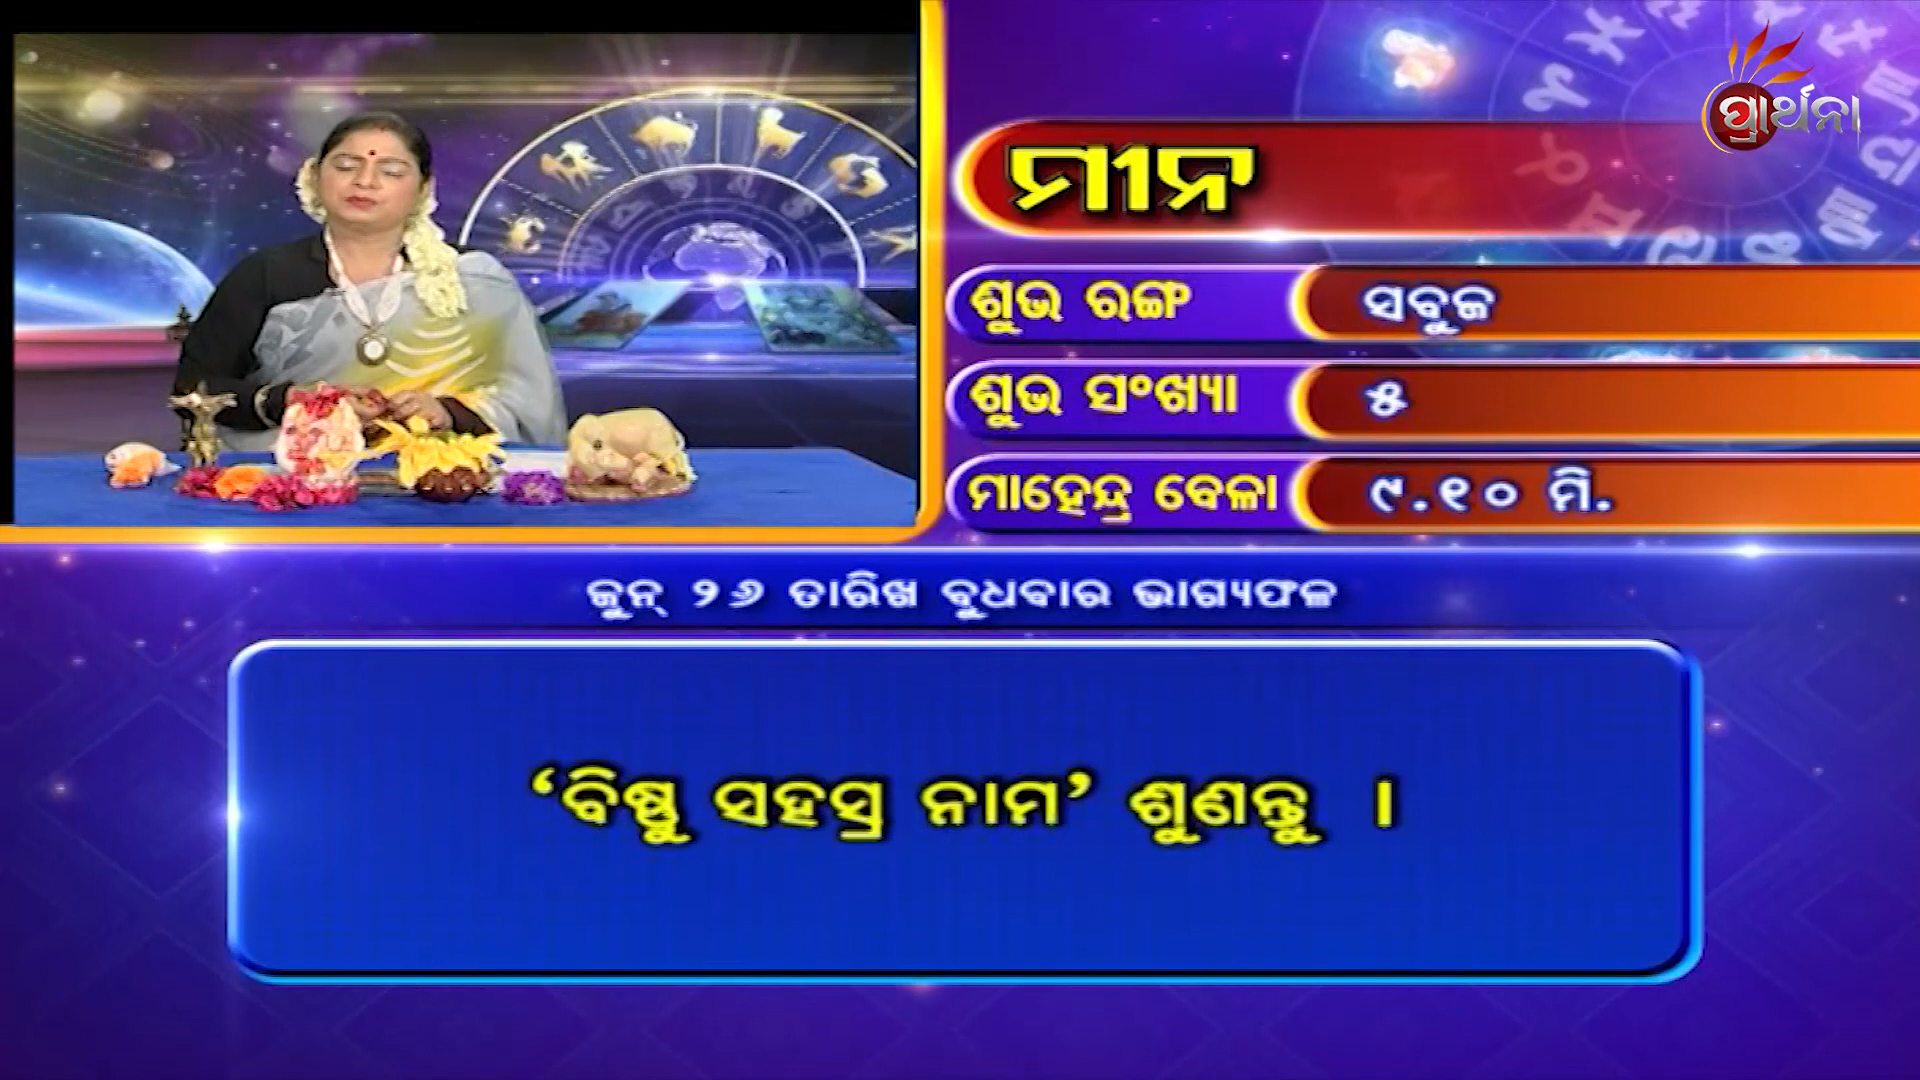 ପ୍ରାର୍ଥନା
ମୀନ
ଶୁଭ ରଙ୍ଗ ସବୁଜ
ଶୁଭ ସଂଖ୍ୟା ୫
ମାହେନ୍ଦ୍ର ବେଳା ୯.୧୦ ମି.
ଜୁନ୍ ୨୬ ତାରିଖ ବୁଧବାର ଭାଗ୍ୟଫଳ
‘ବିଷ୍ଣୁ ସହସ୍ର ନାମ’ ଶୁଣନ୍ତୁ ।